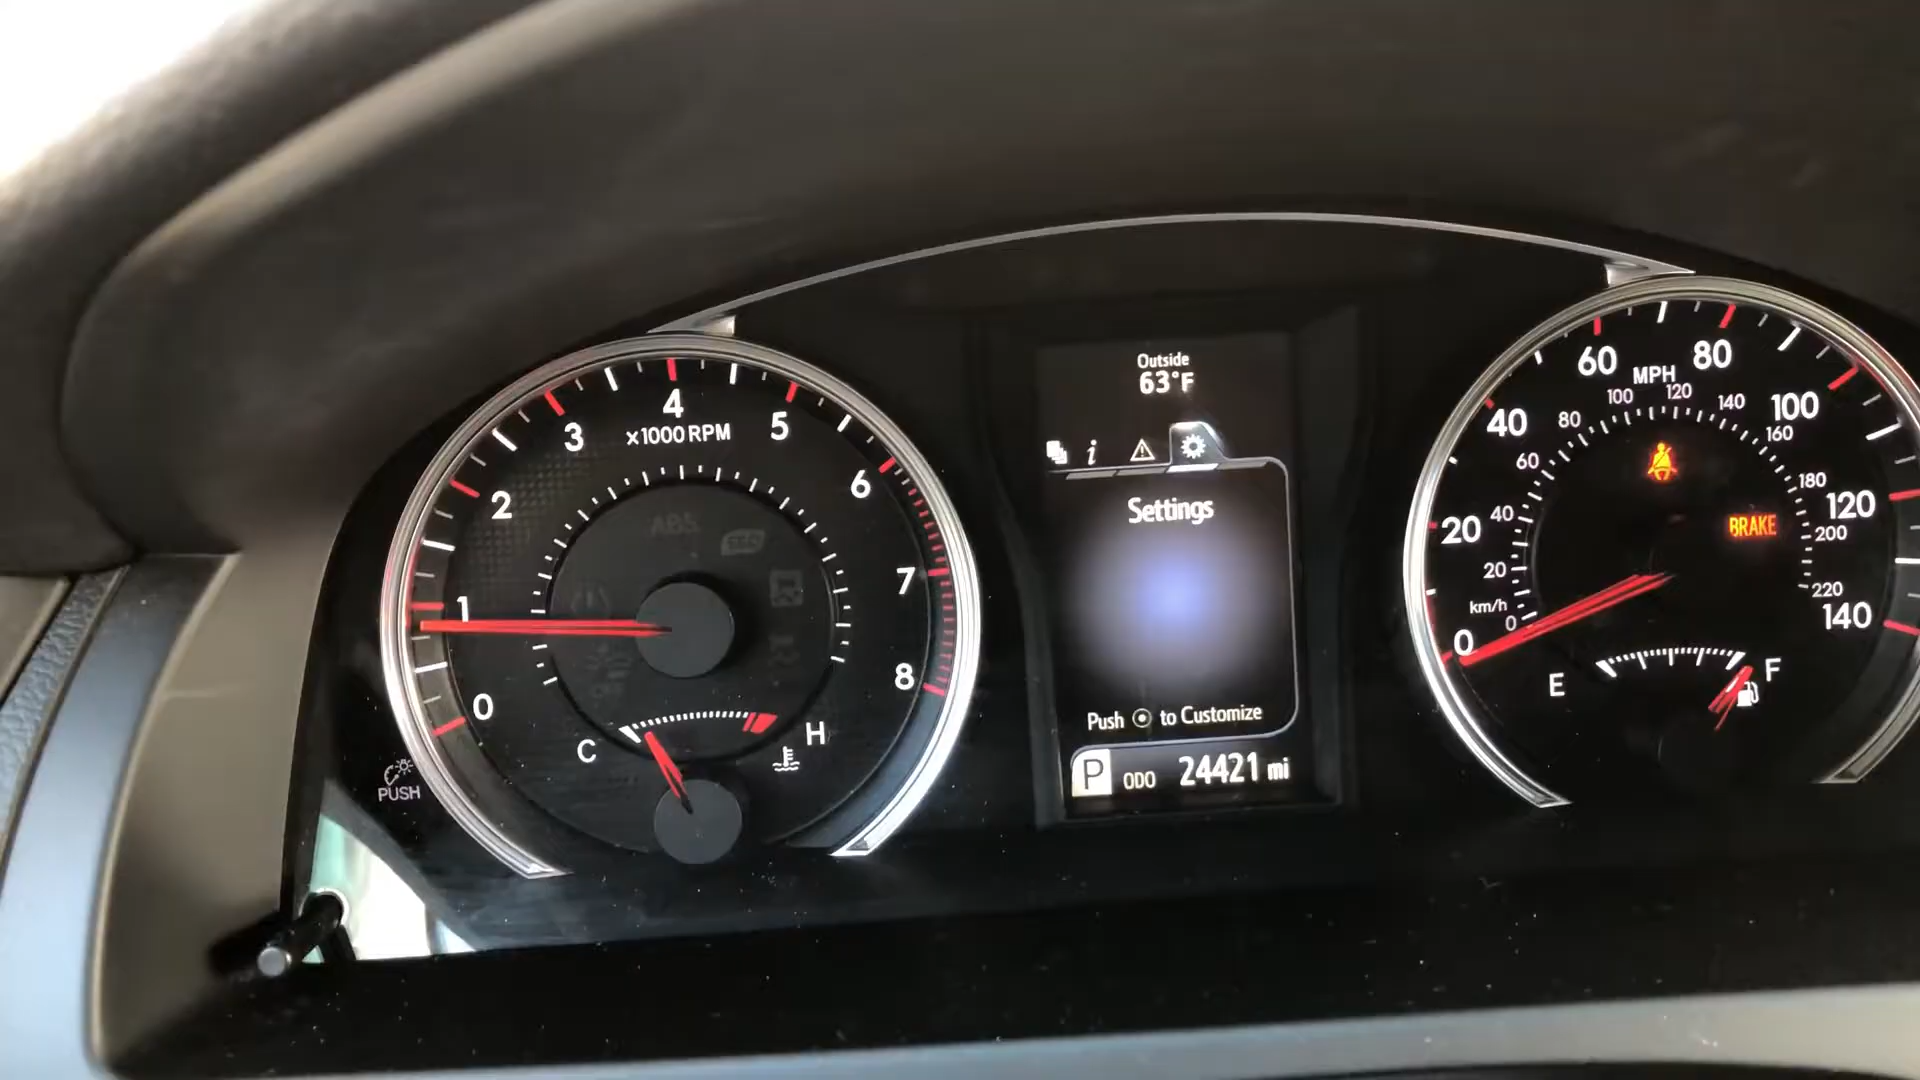 Outside
63°F
i
Settings
Push to Customize
P ODO 24421 mi
0
1
2
3
4
5
6
7
8
x1000 RPM
ABS
C
H
PUSH
MPH
0
20
40
60
80
100
120
140
km/h
0
20
40
60
80
100
120
140
160
180
200
220
BRAKE
E
F